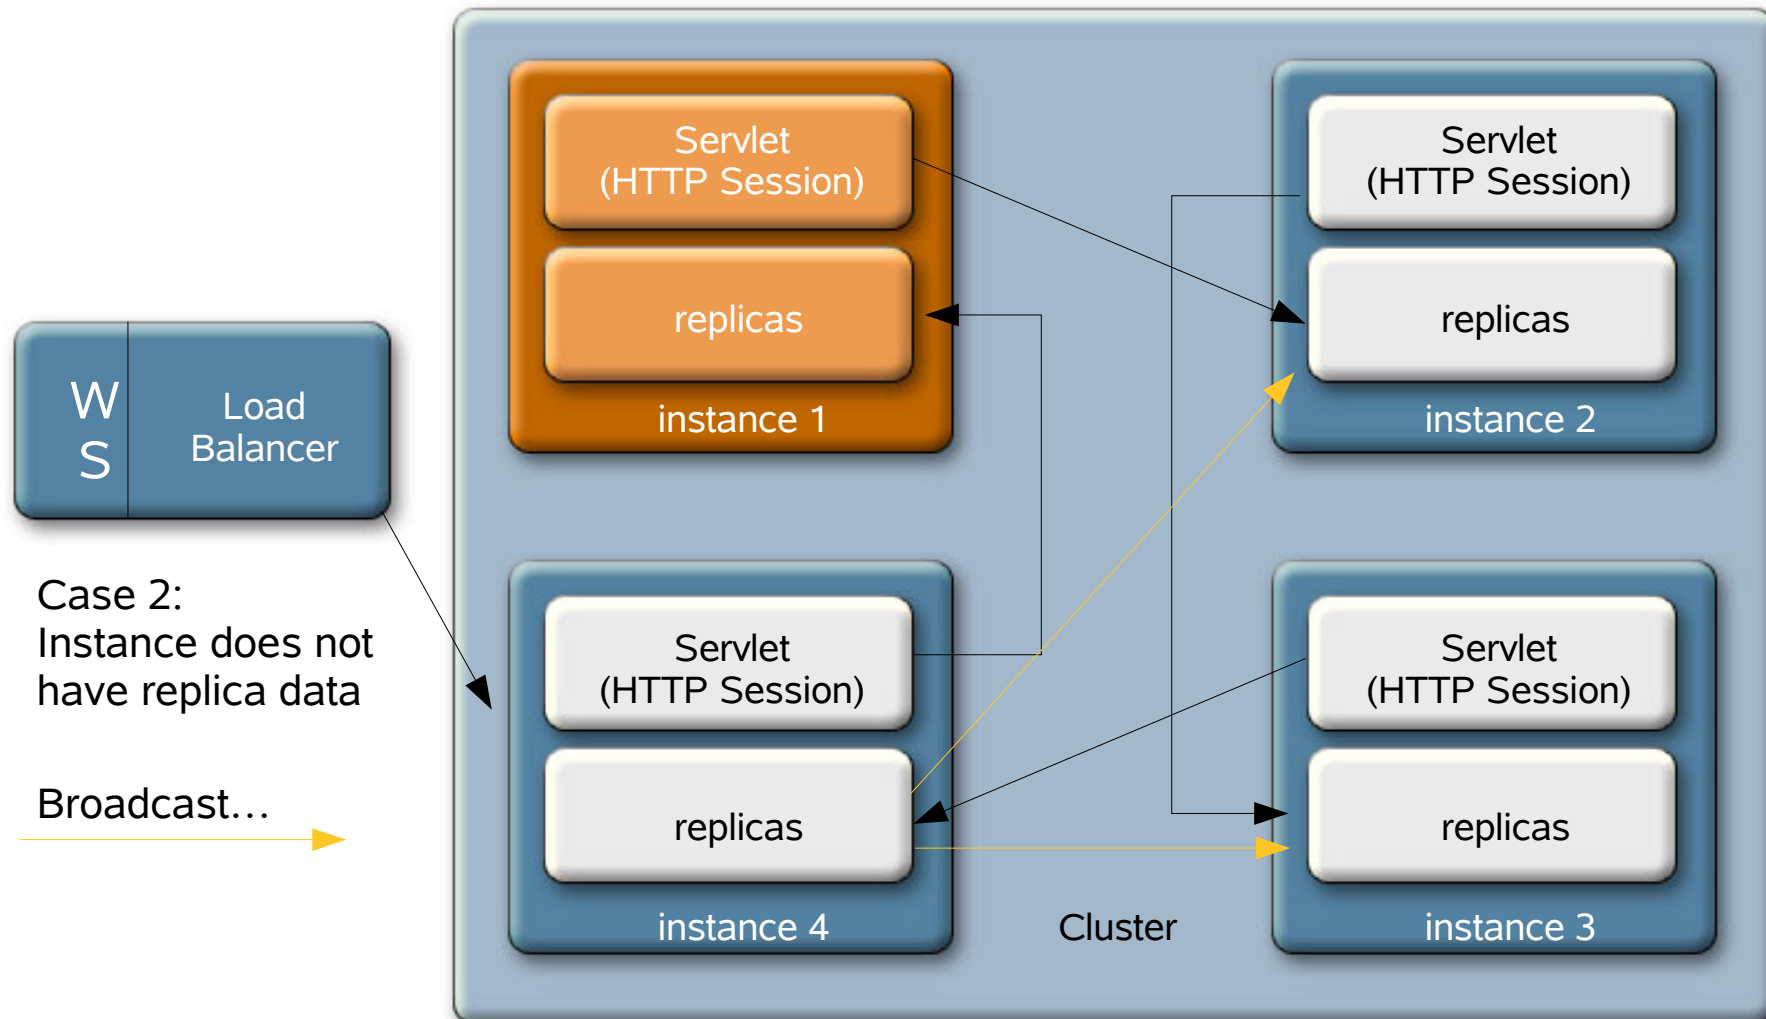 W
S
Load
Balancer
Case 2:
Instance does not
have replica data
Broadcast...
Servlet
(HTTP Session)
replicas
instance 1
Servlet
(HTTP Session)
replicas
instance 2
Servlet
(HTTP Session)
replicas
instance 4
Cluster
Servlet
(HTTP Session)
replicas
instance 3